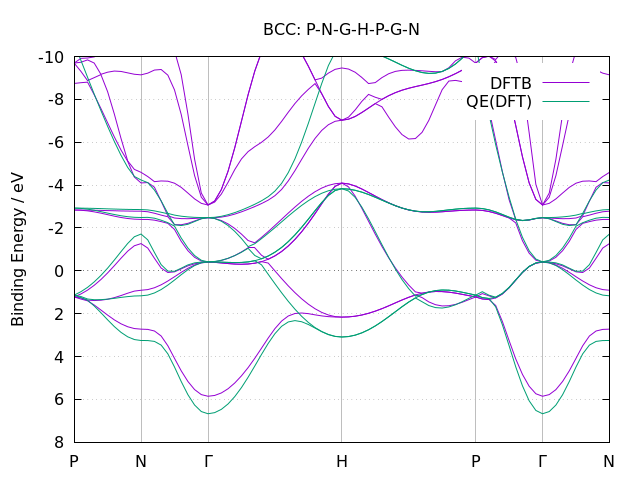 BCC: P-N-G-H-P-G-N
-10
-8
-6
-4
-2
0
2
4
6
8
Binding Energy / eV
DFTB
QE(DFT)
P N Γ H P Γ N